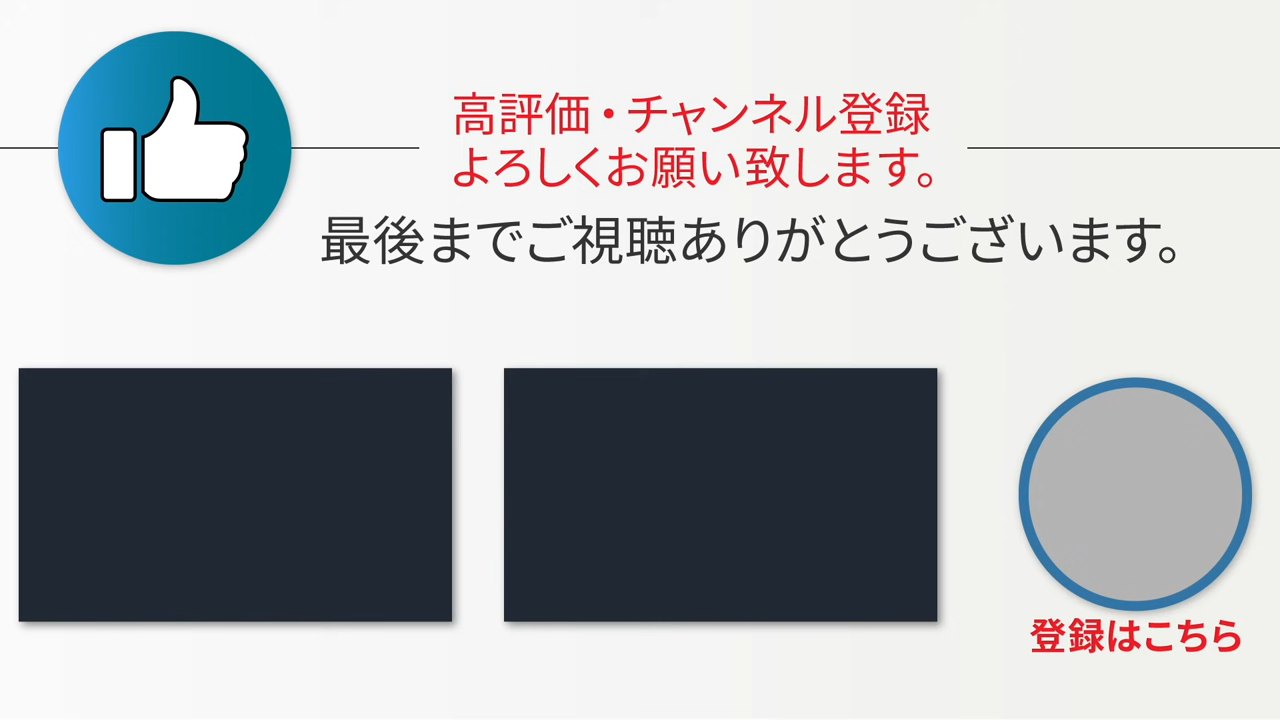 高評価・チャンネル登録
よろしくお願い致します。
最後までご視聴ありがとうございます。
登録はこちら